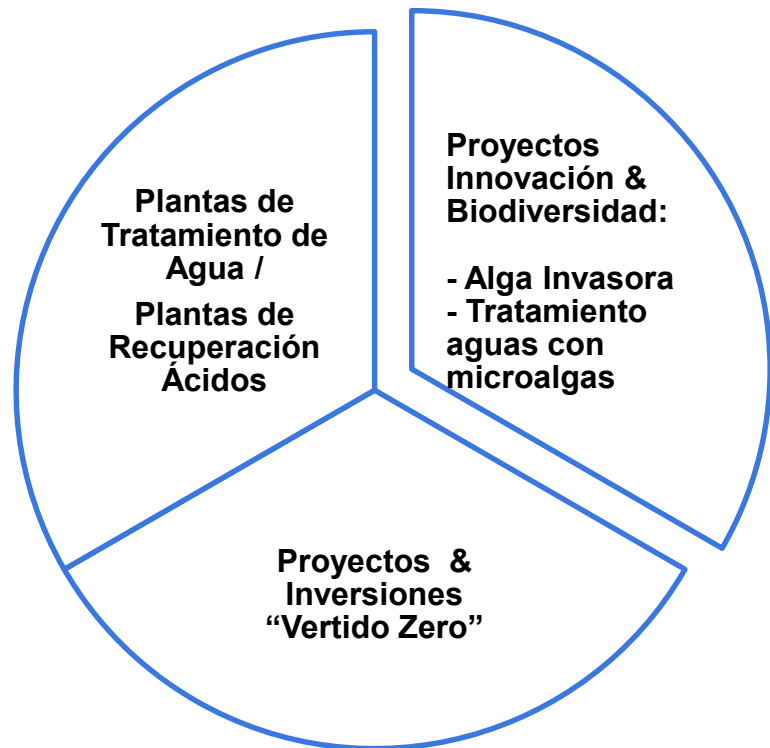 Plantas de
Tratamiento de
Agua /
Plantas de
Recuperación
Ácidos
Proyectos
Innovación &
Biodiversidad:
- Alga Invasora
- Tratamiento
aguas con
microalgas
Proyectos & 
Inversiones
“Vertido Zero”